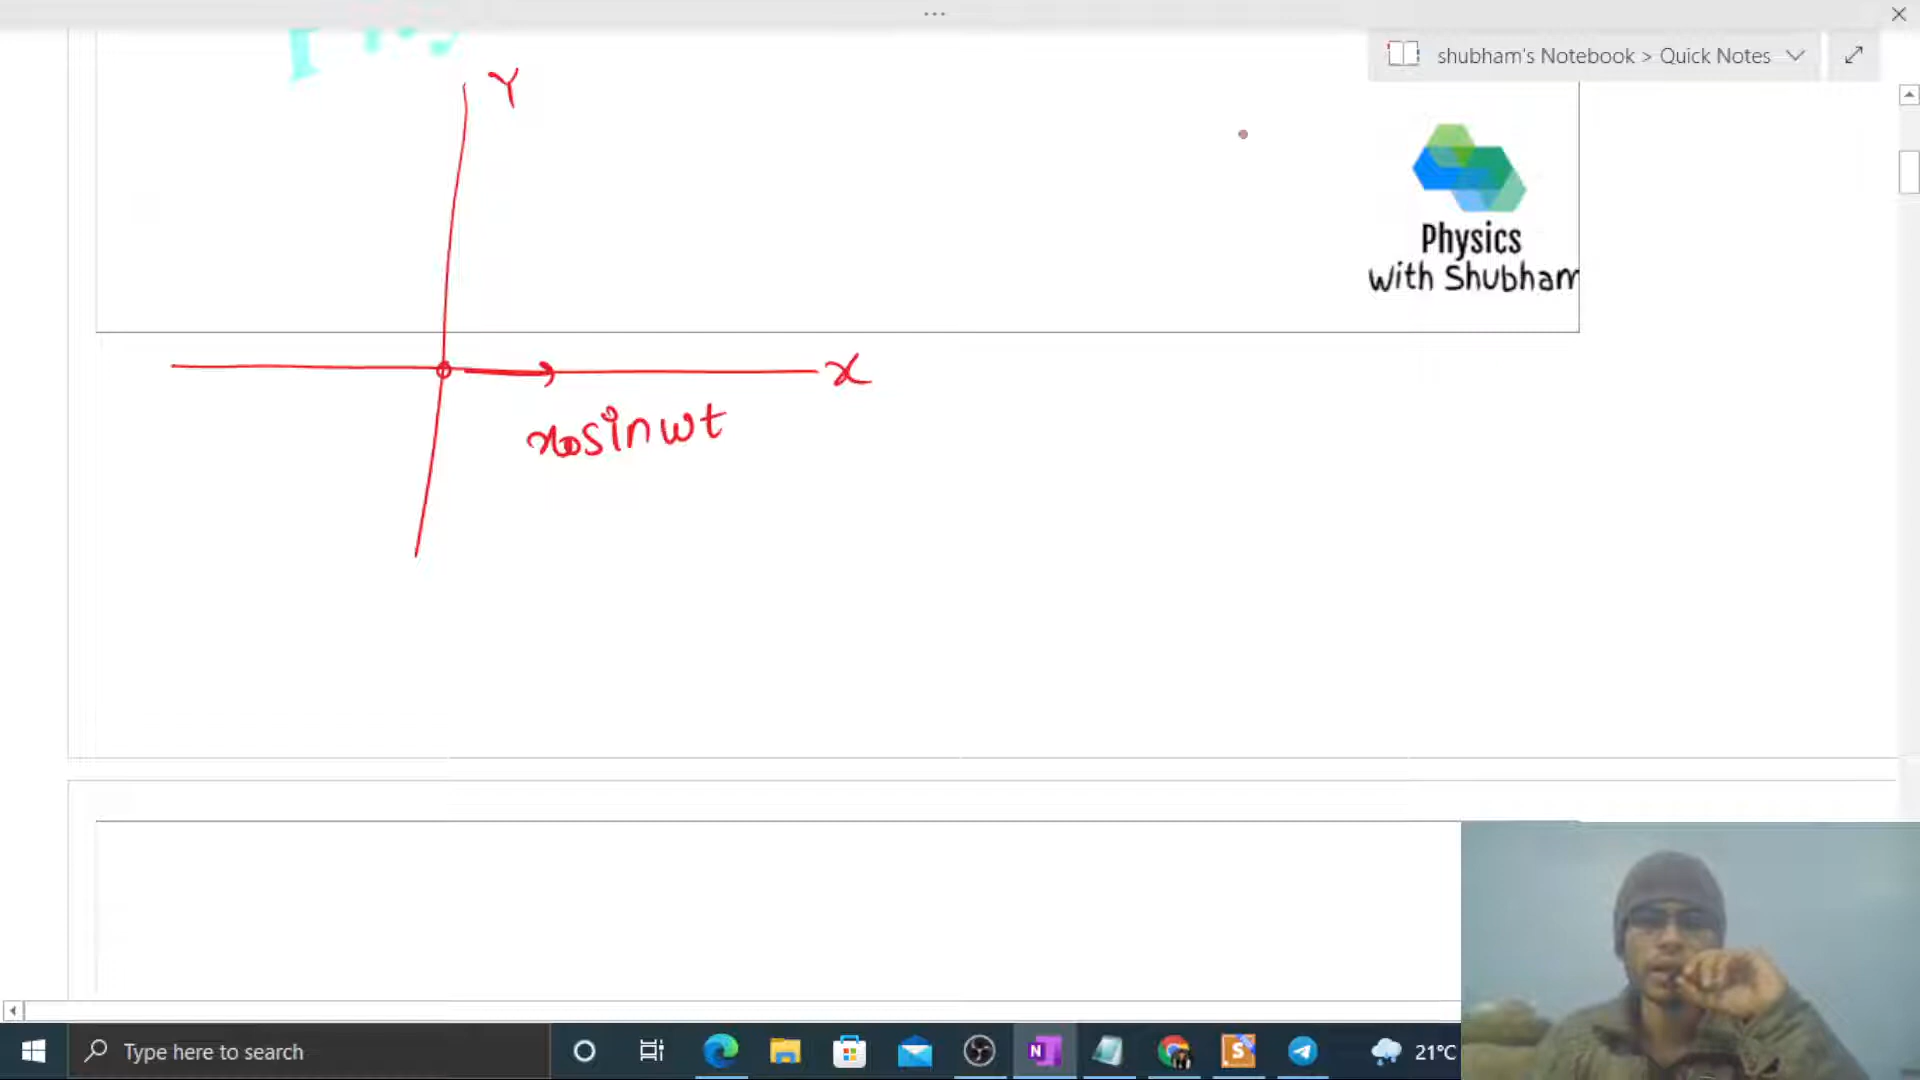 shubham's Notebook > Quick Notes
Y
Physics
with Shubham
x
x₀sinωt
Type here to search
N
S
21°C